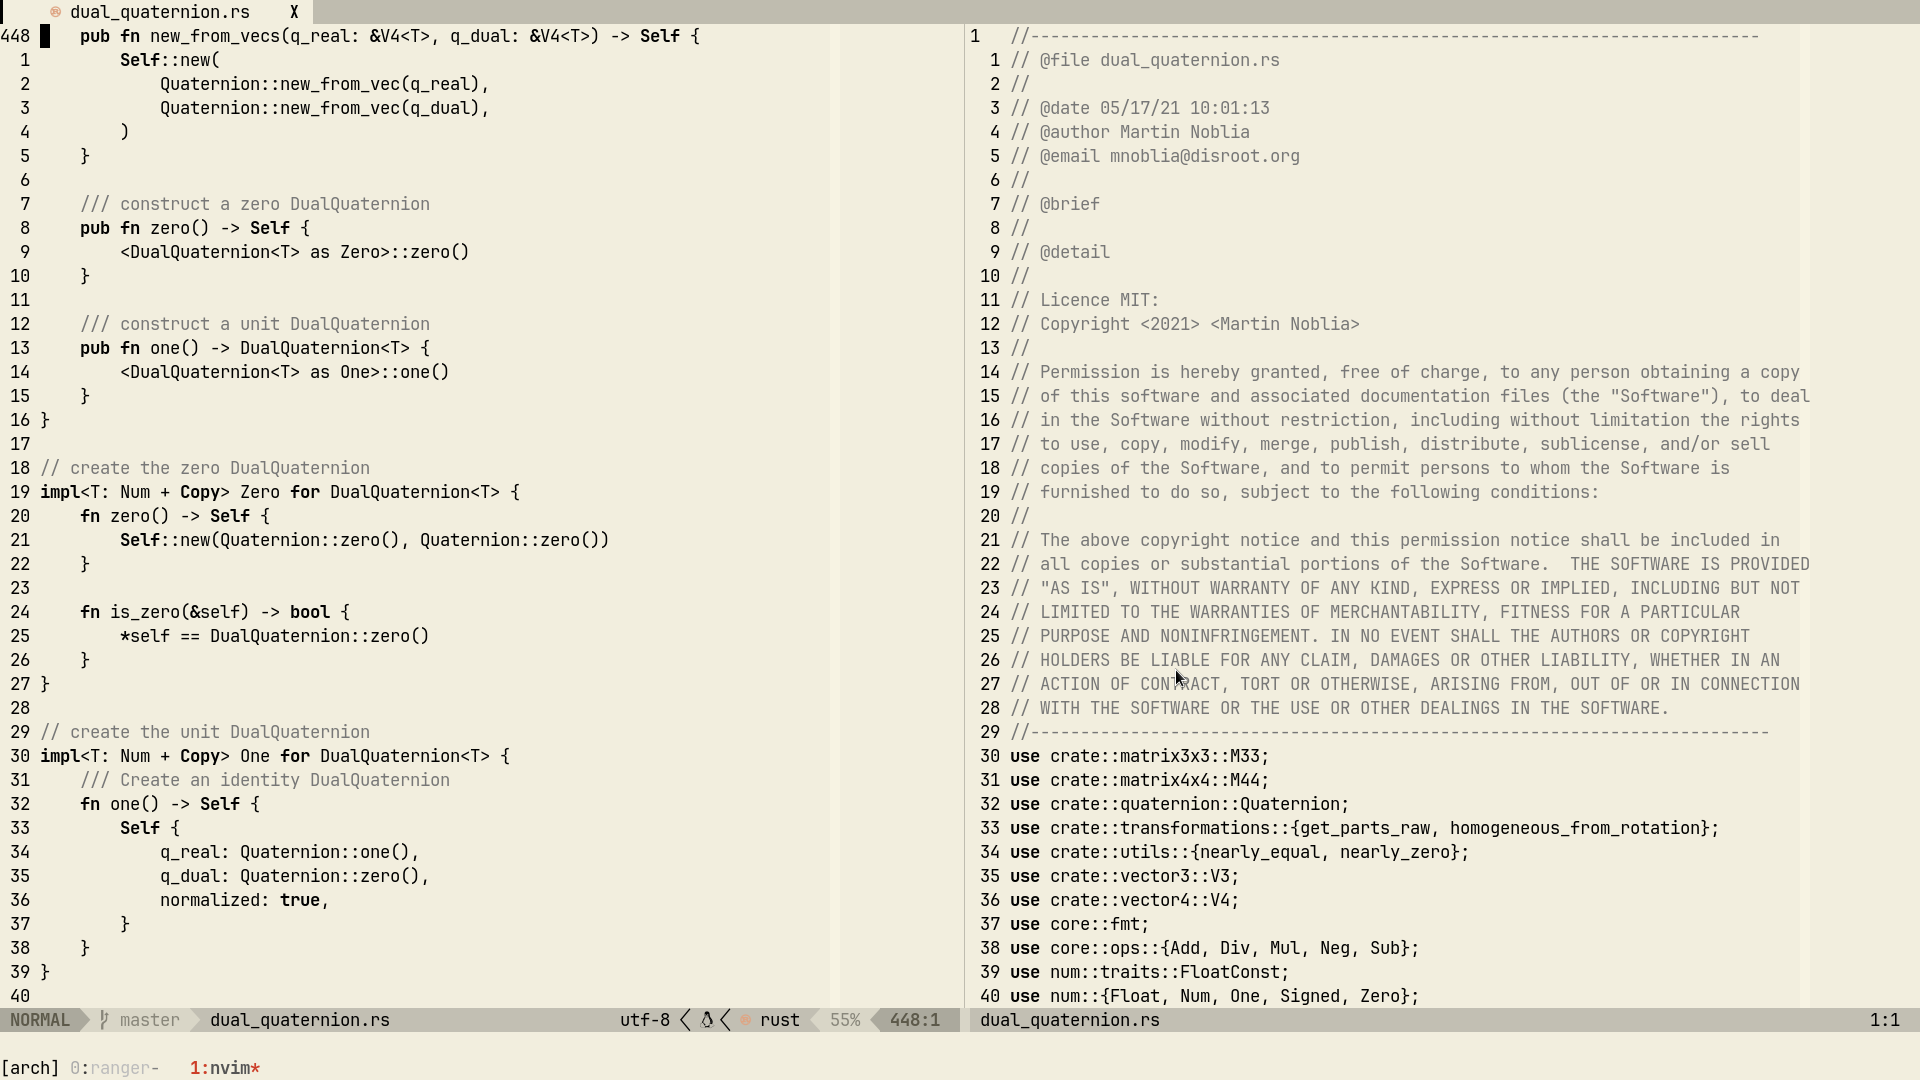 dual_quaternion.rs X
448     pub fn new_from_vecs(q_real: &V4<T>, q_dual: &V4<T>) -> Self {
  1         Self::new(
  2             Quaternion::new_from_vec(q_real),
  3             Quaternion::new_from_vec(q_dual),
  4         )
  5     }
  6
  7     /// construct a zero DualQuaternion
  8     pub fn zero() -> Self {
  9         <DualQuaternion<T> as Zero>::zero()
 10     }
 11
 12     /// construct a unit DualQuaternion
 13     pub fn one() -> DualQuaternion<T> {
 14         <DualQuaternion<T> as One>::one()
 15     }
 16 }
 17
 18 // create the zero DualQuaternion
 19 impl<T: Num + Copy> Zero for DualQuaternion<T> {
 20     fn zero() -> Self {
 21         Self::new(Quaternion::zero(), Quaternion::zero())
 22     }
 23
 24     fn is_zero(&self) -> bool {
 25         *self == DualQuaternion::zero()
 26     }
 27 }
 28
 29 // create the unit DualQuaternion
 30 impl<T: Num + Copy> One for DualQuaternion<T> {
 31     /// Create an identity DualQuaternion
 32     fn one() -> Self {
 33         Self {
 34             q_real: Quaternion::one(),
 35             q_dual: Quaternion::zero(),
 36             normalized: true,
 37         }
 38     }
 39 }
 40
NORMAL master dual_quaternion.rs utf-8 rust 55% 448:1
1   //-------------------------------------------------------------------------
  1 // @file dual_quaternion.rs
  2 //
  3 // @date 05/17/21 10:01:13
  4 // @author Martin Noblia
  5 // @email mnoblia@disroot.org
  6 //
  7 // @brief
  8 //
  9 // @detail
 10 //
 11 // Licence MIT:
 12 // Copyright <2021> <Martin Noblia>
 13 //
 14 // Permission is hereby granted, free of charge, to any person obtaining a copy
 15 // of this software and associated documentation files (the "Software"), to deal
 16 // in the Software without restriction, including without limitation the rights
 17 // to use, copy, modify, merge, publish, distribute, sublicense, and/or sell
 18 // copies of the Software, and to permit persons to whom the Software is
 19 // furnished to do so, subject to the following conditions:
 20 //
 21 // The above copyright notice and this permission notice shall be included in
 22 // all copies or substantial portions of the Software.  THE SOFTWARE IS PROVIDED
 23 // "AS IS", WITHOUT WARRANTY OF ANY KIND, EXPRESS OR IMPLIED, INCLUDING BUT NOT
 24 // LIMITED TO THE WARRANTIES OF MERCHANTABILITY, FITNESS FOR A PARTICULAR
 25 // PURPOSE AND NONINFRINGEMENT. IN NO EVENT SHALL THE AUTHORS OR COPYRIGHT
 26 // HOLDERS BE LIABLE FOR ANY CLAIM, DAMAGES OR OTHER LIABILITY, WHETHER IN AN
 27 // ACTION OF CONTRACT, TORT OR OTHERWISE, ARISING FROM, OUT OF OR IN CONNECTION
 28 // WITH THE SOFTWARE OR THE USE OR OTHER DEALINGS IN THE SOFTWARE.
 29 //--------------------------------------------------------------------------
 30 use crate::matrix3x3::M33;
 31 use crate::matrix4x4::M44;
 32 use crate::quaternion::Quaternion;
 33 use crate::transformations::{get_parts_raw, homogeneous_from_rotation};
 34 use crate::utils::{nearly_equal, nearly_zero};
 35 use crate::vector3::V3;
 36 use crate::vector4::V4;
 37 use core::fmt;
 38 use core::ops::{Add, Div, Mul, Neg, Sub};
 39 use num::traits::FloatConst;
 40 use num::{Float, Num, One, Signed, Zero};
dual_quaternion.rs 1:1
[arch] 0:ranger-   1:nvim*